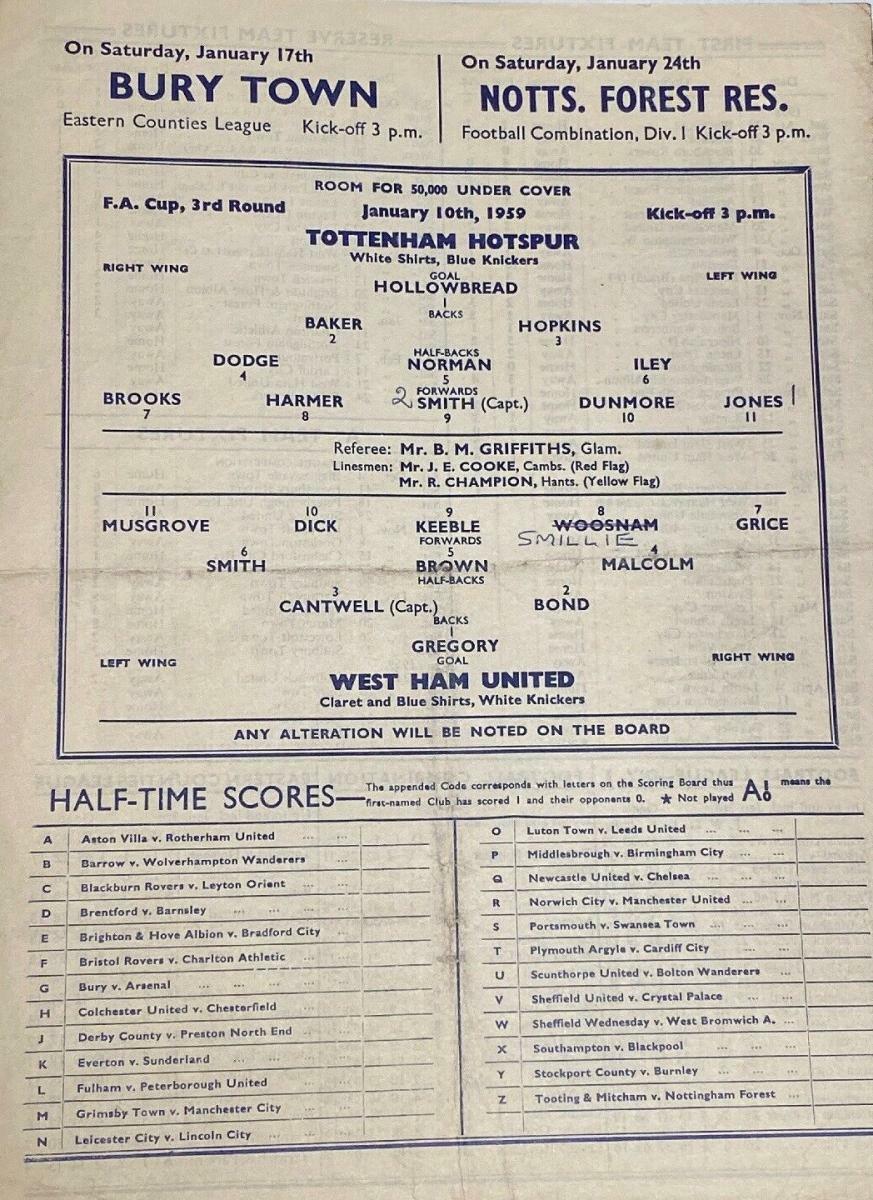 On Saturday, January 17th
BURY TOWN
Eastern Counties League Kick-off 3 p.m.
On Saturday, January 24th
NOTTS. FOREST RES.
Football Combination, Div. 1 Kick-off 3 p.m.
ROOM FOR 50,000 UNDER COVER
F.A. Cup, 3rd Round January 10th, 1959 Kick-off 3 p.m.
TOTTENHAM HOTSPUR
White Shirts, Blue Knickers
RIGHT WING GOAL LEFT WING
HOLLOWBREAD
1
BACKS
BAKER HOPKINS
2 3
HALF-BACKS
DODGE NORMAN ILEY
4 5 6
FORWARDS
BROOKS HARMER 2 SMITH (Capt.) DUNMORE JONES 1
7 8 9 10 11
Referee: Mr. B. M. GRIFFITHS, Glam.
Linesmen: Mr. J. E. COOKE, Cambs. (Red Flag)
Mr. R. CHAMPION, Hants. (Yellow Flag)
11 10 9 8 7
MUSGROVE DICK KEEBLE WOOSNAM GRICE
FORWARDS SMILLIE
6 5 4
SMITH BROWN MALCOLM
HALF-BACKS
3 2
CANTWELL (Capt.) BOND
BACKS
1
GREGORY
LEFT WING GOAL RIGHT WING
WEST HAM UNITED
Claret and Blue Shirts, White Knickers
ANY ALTERATION WILL BE NOTED ON THE BOARD
HALF-TIME SCORES—
The appended Code corresponds with letters on the Scoring Board thus A1/0 means the
first-named Club has scored 1 and their opponents 0. ★ Not played
A Aston Villa v. Rotherham United ... ...
B Barrow v. Wolverhampton Wanderers
C Blackburn Rovers v. Leyton Orient ... ...
D Brentford v. Barnsley ... ... ...
E Brighton & Hove Albion v. Bradford City ...
F Bristol Rovers v. Charlton Athletic ... ...
G Bury v. Arsenal ... ... ...
H Colchester United v. Chesterfield ... ...
J Derby County v. Preston North End ... ...
K Everton v. Sunderland ... ... ...
L Fulham v. Peterborough United ... ...
M Grimsby Town v. Manchester City ... ...
N Leicester City v. Lincoln City ... ...
O Luton Town v. Leeds United ... ... ...
P Middlesbrough v. Birmingham City ... ...
Q Newcastle United v. Chelsea ... ... ...
R Norwich City v. Manchester United ... ...
S Portsmouth v. Swansea Town ... ... ...
T Plymouth Argyle v. Cardiff City ... ...
U Scunthorpe United v. Bolton Wanderers ...
V Sheffield United v. Crystal Palace ... ...
W Sheffield Wednesday v. West Bromwich A. ...
X Southampton v. Blackpool ... ... ...
Y Stockport County v. Burnley ... ...
Z Tooting & Mitcham v. Nottingham Forest ...